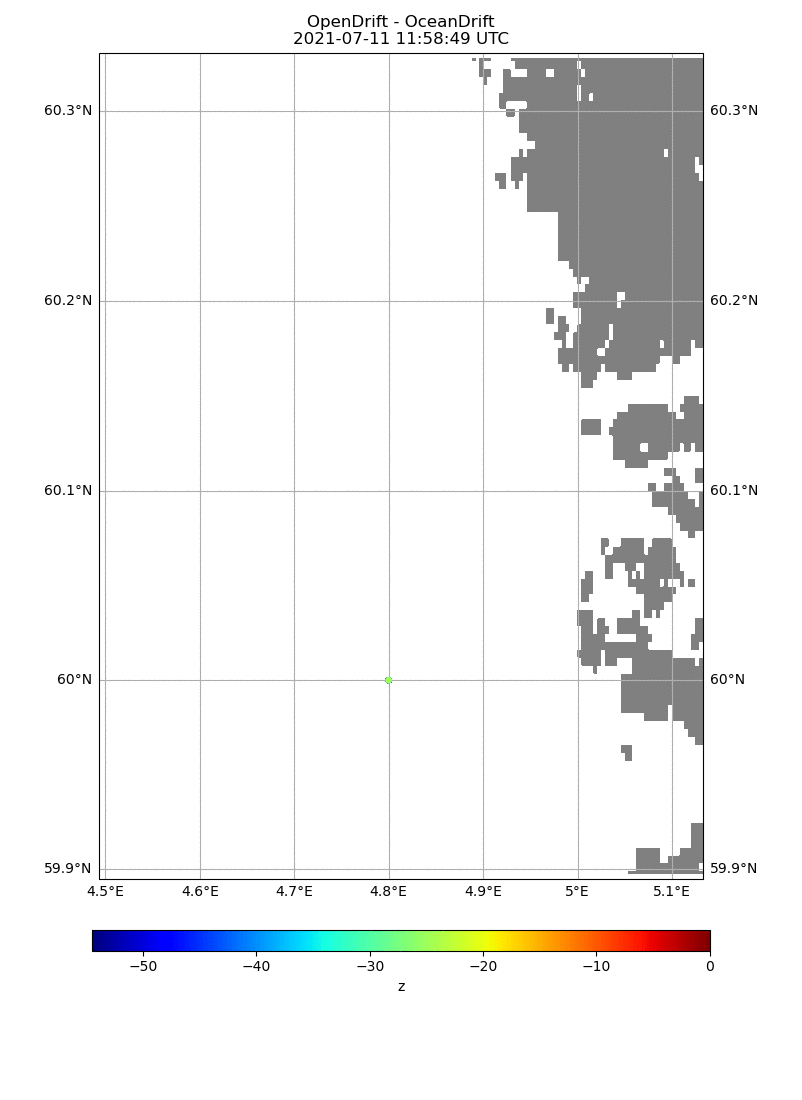 OpenDrift - OceanDrift
2021-07-11 11:58:49 UTC
60.3°N 60.3°N
60.2°N 60.2°N
60.1°N 60.1°N
60°N 60°N
59.9°N 59.9°N
4.5°E 4.6°E 4.7°E 4.8°E 4.9°E 5°E 5.1°E
−50 −40 −30 −20 −10 0
z